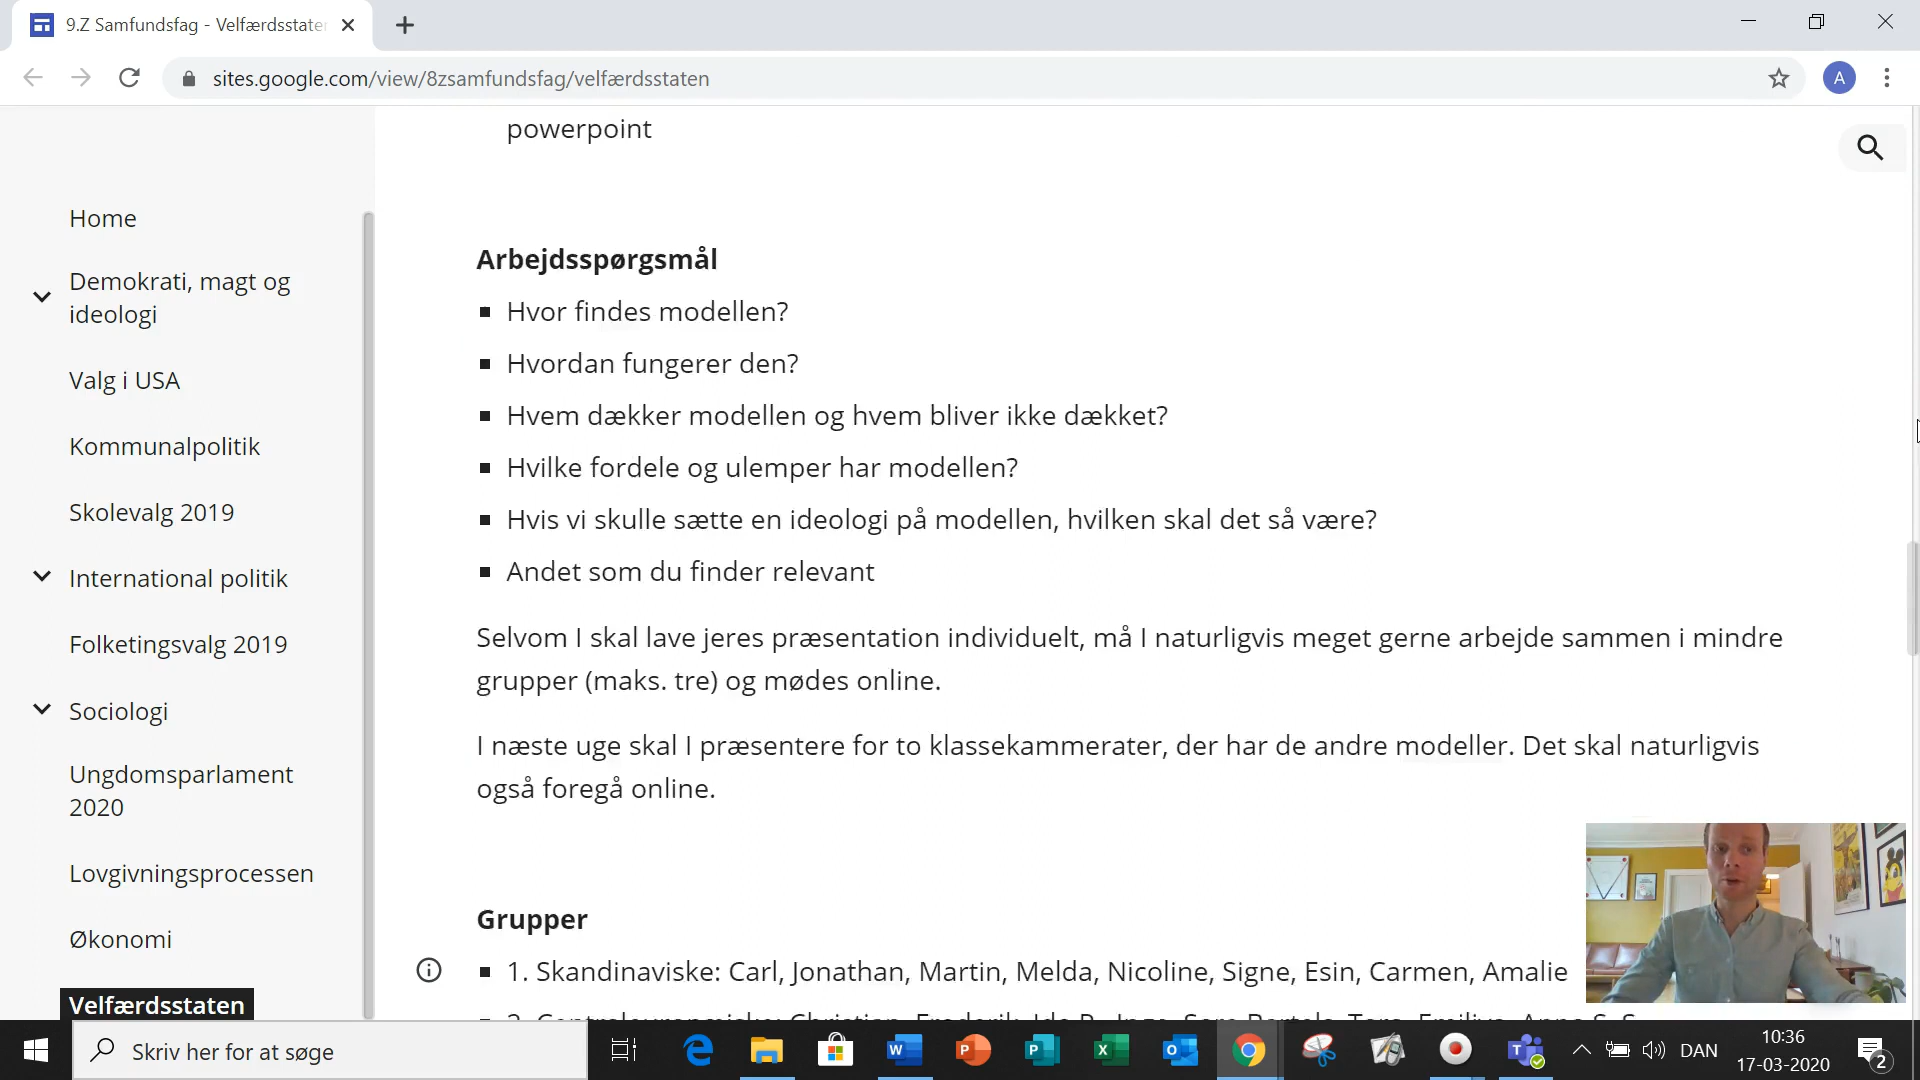 9.Z Samfundsfag - Velfærdsstaten
sites.google.com/view/8zsamfundsfag/velfærdsstaten
A
powerpoint
Home
Demokrati, magt og
ideologi
Valg i USA
Kommunalpolitik
Skolevalg 2019
International politik
Folketingsvalg 2019
Sociologi
Ungdomsparlament
2020
Lovgivningsprocessen
Økonomi
Velfærdsstaten
Arbejdsspørgsmål
Hvor findes modellen?
Hvordan fungerer den?
Hvem dækker modellen og hvem bliver ikke dækket?
Hvilke fordele og ulemper har modellen?
Hvis vi skulle sætte en ideologi på modellen, hvilken skal det så være?
Andet som du finder relevant
Selvom I skal lave jeres præsentation individuelt, må I naturligvis meget gerne arbejde sammen i mindre
grupper (maks. tre) og mødes online.
I næste uge skal I præsentere for to klassekammerater, der har de andre modeller. Det skal naturligvis
også foregå online.
Grupper
1. Skandinaviske: Carl, Jonathan, Martin, Melda, Nicoline, Signe, Esin, Carmen, Amalie
Skriv her for at søge
DAN
10:36
17-03-2020
2